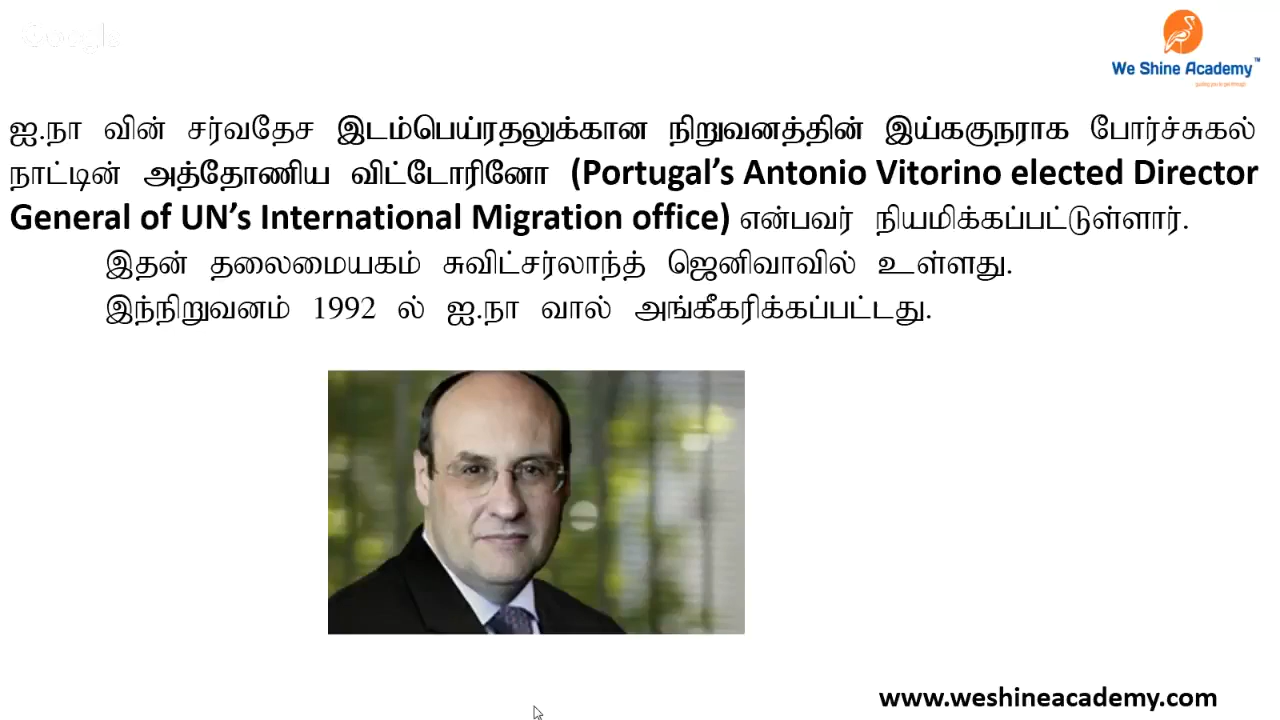 We Shine Academy
ஐ.நா வின் சர்வதேச இடம்பெய்ரதலுக்கான நிறுவனத்தின் இய்ககுநராக போர்ச்சுகல்
நாட்டின் அத்தோணிய விட்டோரினோ (Portugal’s Antonio Vitorino elected Director
General of UN’s International Migration office) என்பவர் நியமிக்கப்பட்டுள்ளார்.
இதன் தலைமையகம் சுவிட்சர்லாந்த் ஜெனிவாவில் உள்ளது.
இந்நிறுவனம் 1992 ல் ஐ.நா வால் அங்கீகரிக்கப்பட்டது.
www.weshineacademy.com